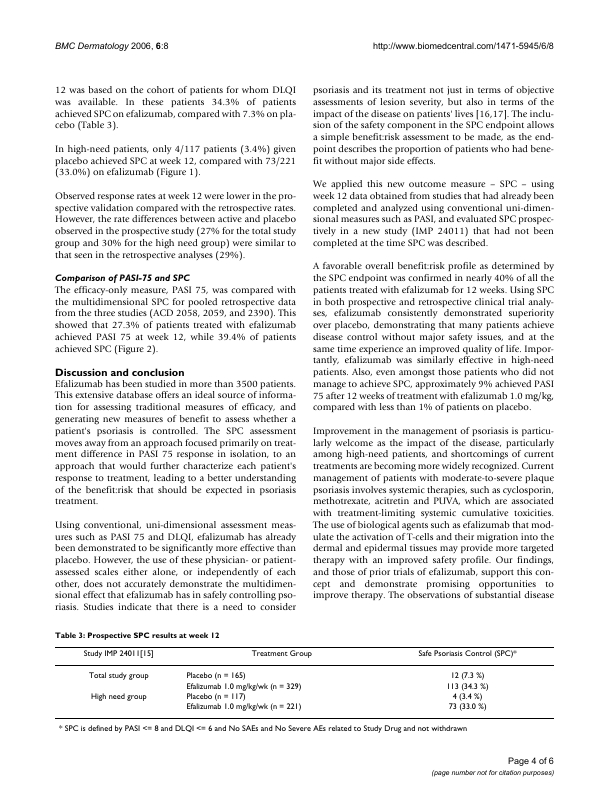 BMC Dermatology 2006, 6:8
http://www.biomedcentral.com/1471-5945/6/8
12 was based on the cohort of patients for whom DLQI
was available. In these patients 34.3% of patients
achieved SPC on efalizumab, compared with 7.3% on pla-
cebo (Table 3).
In high-need patients, only 4/117 patients (3.4%) given
placebo achieved SPC at week 12, compared with 73/221
(33.0%) on efalizumab (Figure 1).
Observed response rates at week 12 were lower in the pro-
spective validation compared with the retrospective rates.
However, the rate differences between active and placebo
observed in the prospective study (27% for the total study
group and 30% for the high need group) were similar to
that seen in the retrospective analyses (29%).
Comparison of PASI-75 and SPC
The efficacy-only measure, PASI 75, was compared with
the multidimensional SPC for pooled retrospective data
from the three studies (ACD 2058, 2059, and 2390). This
showed that 27.3% of patients treated with efalizumab
achieved PASI 75 at week 12, while 39.4% of patients
achieved SPC (Figure 2).
Discussion and conclusion
Efalizumab has been studied in more than 3500 patients.
This extensive database offers an ideal source of informa-
tion for assessing traditional measures of efficacy, and
generating new measures of benefit to assess whether a
patient's psoriasis is controlled. The SPC assessment
moves away from an approach focused primarily on treat-
ment difference in PASI 75 response in isolation, to an
approach that would further characterize each patient's
response to treatment, leading to a better understanding
of the benefit:risk that should be expected in psoriasis
treatment.
Using conventional, uni-dimensional assessment meas-
ures such as PASI 75 and DLQI, efalizumab has already
been demonstrated to be significantly more effective than
placebo. However, the use of these physician- or patient-
assessed scales either alone, or independently of each
other, does not accurately demonstrate the multidimen-
sional effect that efalizumab has in safely controlling pso-
riasis. Studies indicate that there is a need to consider
psoriasis and its treatment not just in terms of objective
assessments of lesion severity, but also in terms of the
impact of the disease on patients' lives [16,17]. The inclu-
sion of the safety component in the SPC endpoint allows
a simple benefit:risk assessment to be made, as the end-
point describes the proportion of patients who had bene-
fit without major side effects.
We applied this new outcome measure – SPC – using
week 12 data obtained from studies that had already been
completed and analyzed using conventional uni-dimen-
sional measures such as PASI, and evaluated SPC prospec-
tively in a new study (IMP 24011) that had not been
completed at the time SPC was described.
A favorable overall benefit:risk profile as determined by
the SPC endpoint was confirmed in nearly 40% of all the
patients treated with efalizumab for 12 weeks. Using SPC
in both prospective and retrospective clinical trial analy-
ses, efalizumab consistently demonstrated superiority
over placebo, demonstrating that many patients achieve
disease control without major safety issues, and at the
same time experience an improved quality of life. Impor-
tantly, efalizumab was similarly effective in high-need
patients. Also, even amongst those patients who did not
manage to achieve SPC, approximately 9% achieved PASI
75 after 12 weeks of treatment with efalizumab 1.0 mg/kg,
compared with less than 1% of patients on placebo.
Improvement in the management of psoriasis is particu-
larly welcome as the impact of the disease, particularly
among high-need patients, and shortcomings of current
treatments are becoming more widely recognized. Current
management of patients with moderate-to-severe plaque
psoriasis involves systemic therapies, such as cyclosporin,
methotrexate, acitretin and PUVA, which are associated
with treatment-limiting systemic cumulative toxicities.
The use of biological agents such as efalizumab that mod-
ulate the activation of T-cells and their migration into the
dermal and epidermal tissues may provide more targeted
therapy with an improved safety profile. Our findings,
and those of prior trials of efalizumab, support this con-
cept and demonstrate promising opportunities to
improve therapy. The observations of substantial disease
Table 3: Prospective SPC results at week 12
Study IMP 24011[15] Treatment Group Safe Psoriasis Control (SPC)*
Total study group Placebo (n = 165) 12 (7.3 %)
Efalizumab 1.0 mg/kg/wk (n = 329) 113 (34.3 %)
High need group Placebo (n = 117) 4 (3.4 %)
Efalizumab 1.0 mg/kg/wk (n = 221) 73 (33.0 %)
* SPC is defined by PASI <= 8 and DLQI <= 6 and No SAEs and No Severe AEs related to Study Drug and not withdrawn
Page 4 of 6
(page number not for citation purposes)